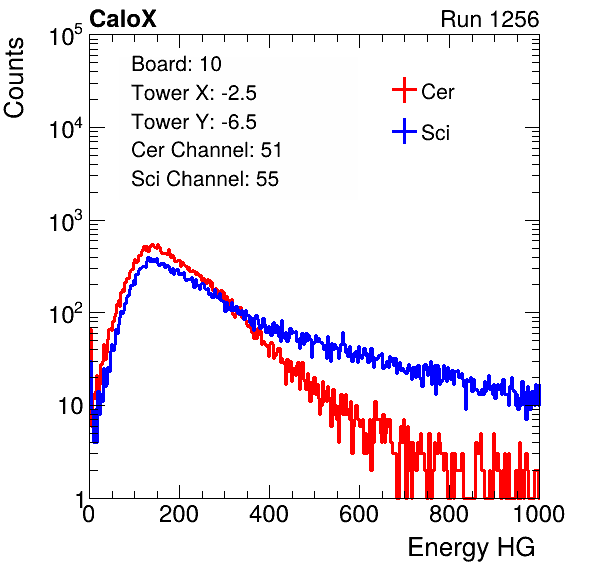 CaloX Run 1256
Counts
Board: 10
Tower X: -2.5
Tower Y: -6.5
Cer Channel: 51
Sci Channel: 55
Cer
Sci
10^5
10^4
10^3
10^2
10
1
0 200 400 600 800 1000
Energy HG